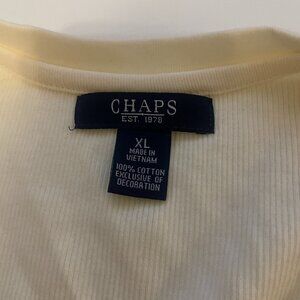 CHAPS
EST. 1978
XL
MADE IN
VIETNAM
100% COTTON
EXCLUSIVE OF
DECORATION